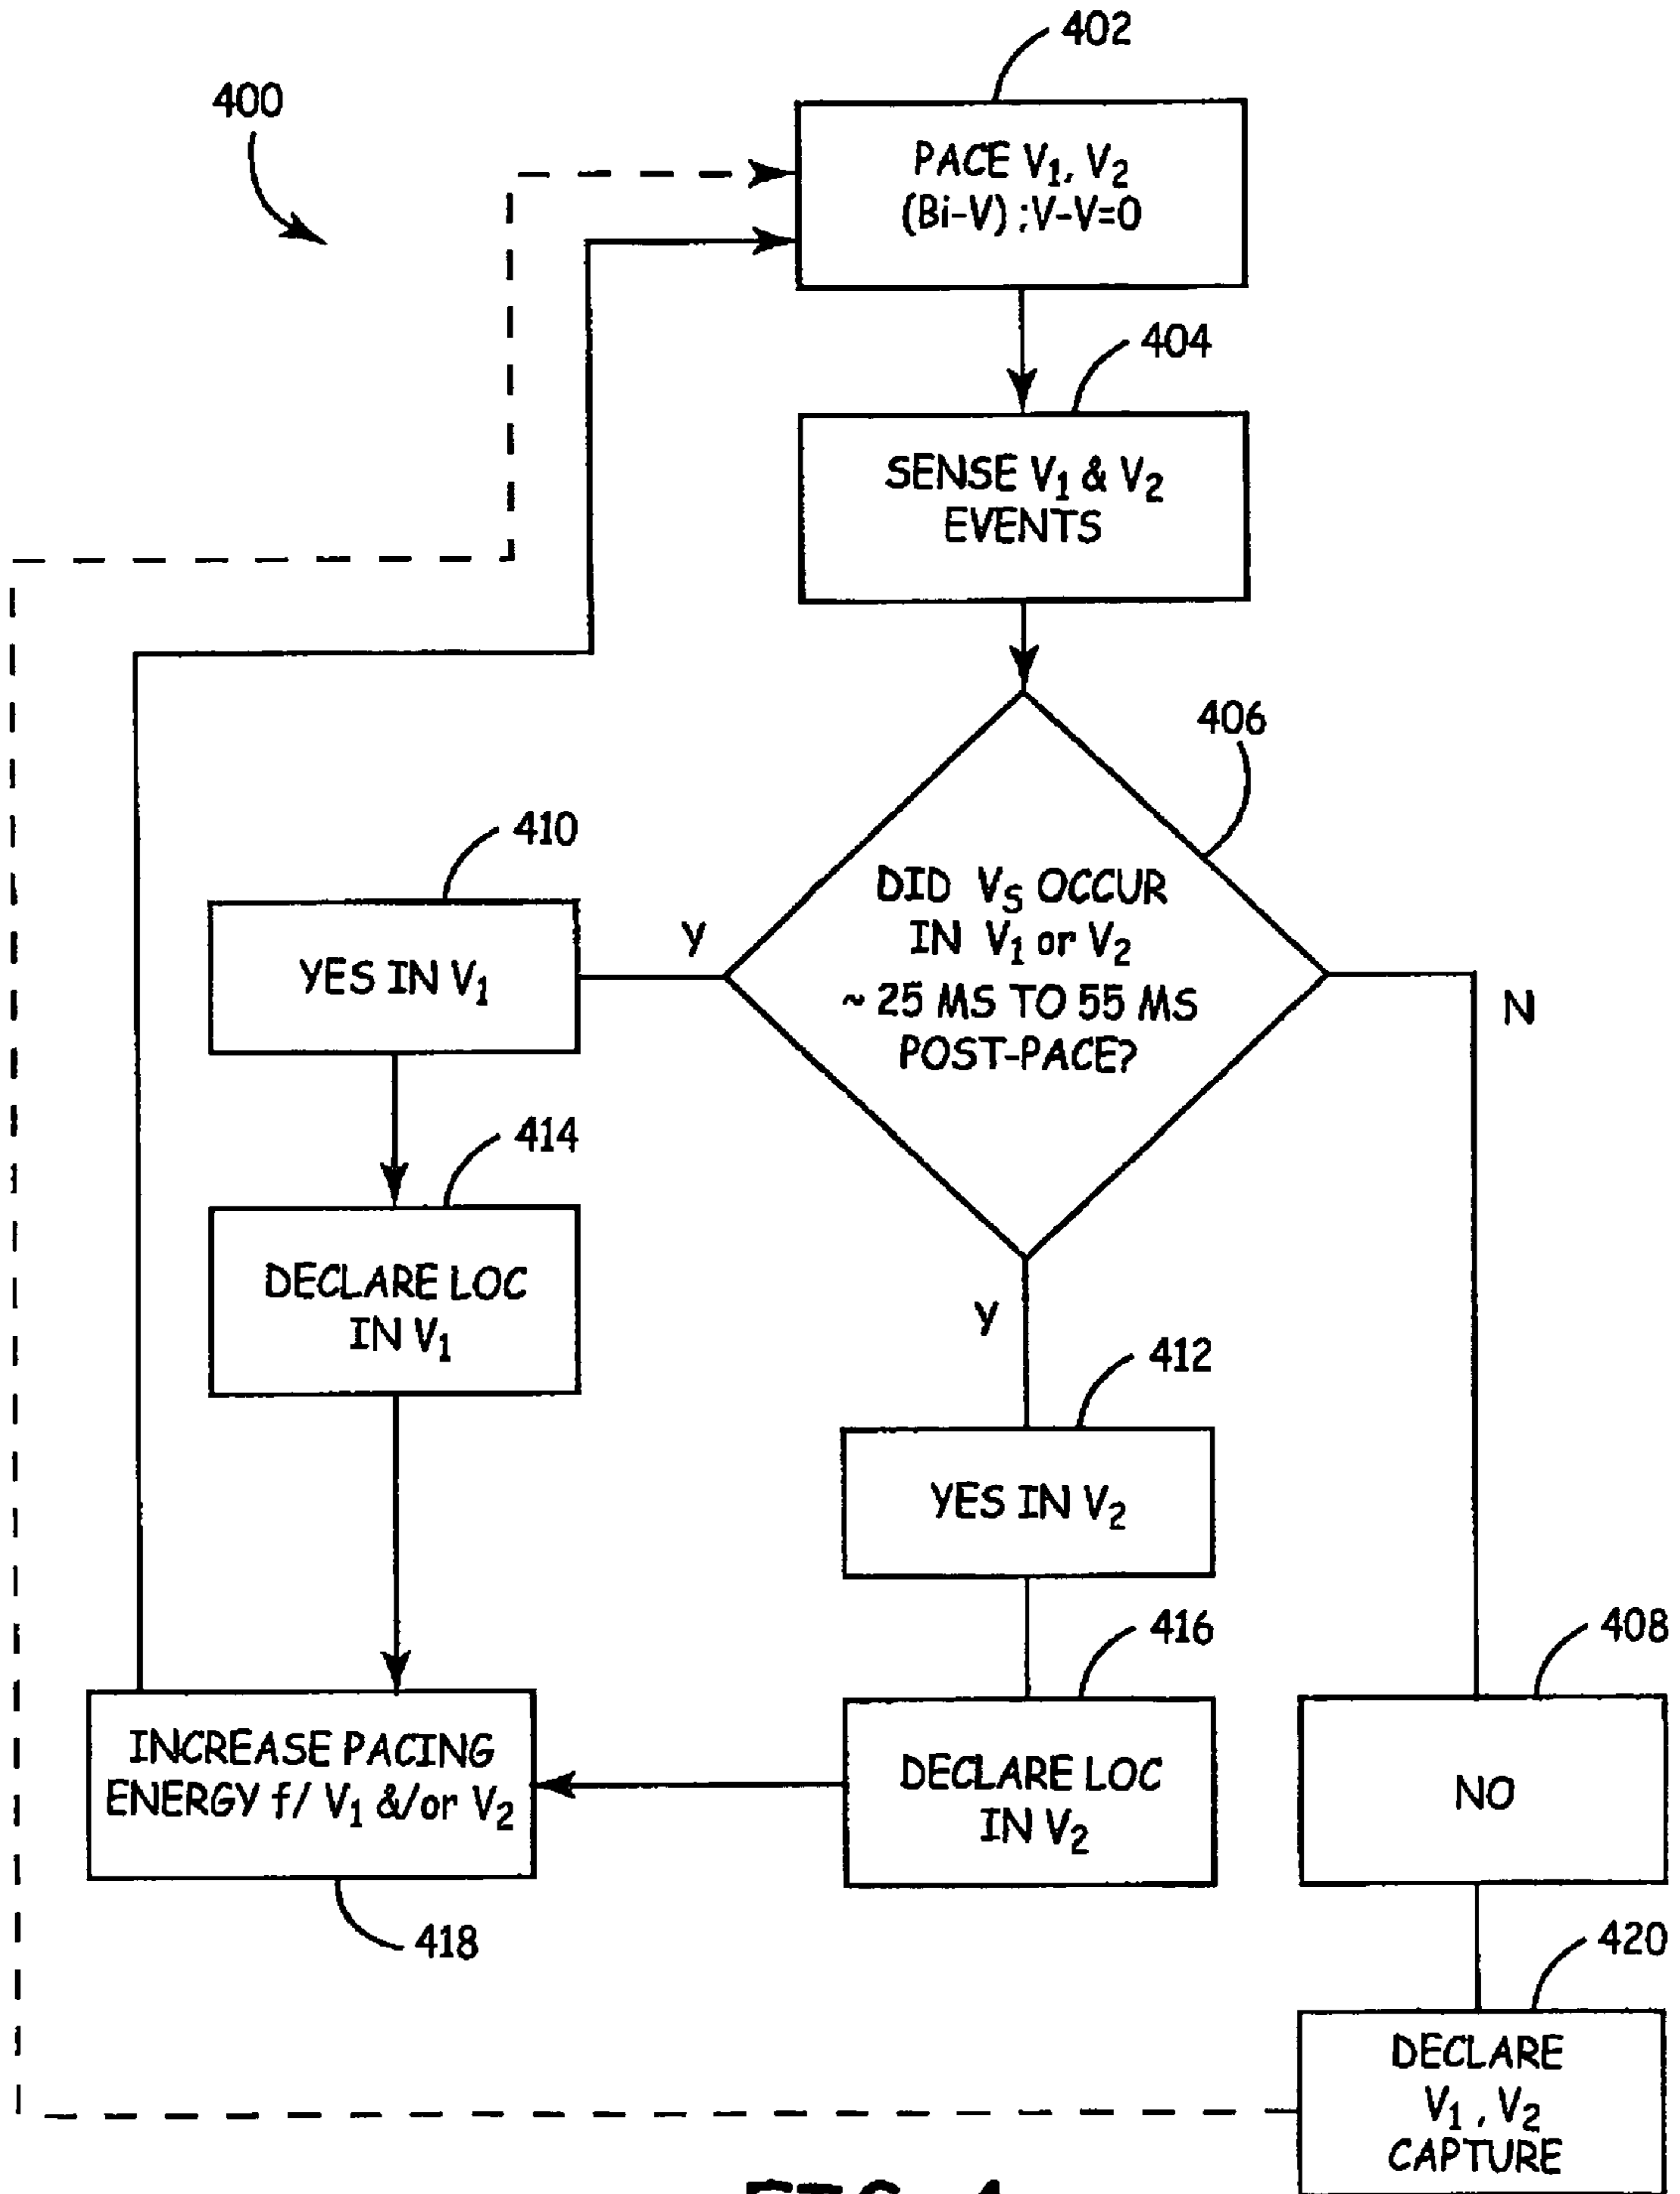 402
400
PACE V₁, V₂
(Bi-V) ;V-V=0
404
SENSE V₁ & V₂
EVENTS
406
DID VS OCCUR
IN V₁ or V₂
~ 25 MS TO 55 MS
POST-PACE?
Y
N
Y
410
YES IN V₁
414
DECLARE LOC
IN V₁
412
YES IN V₂
416
DECLARE LOC
IN V₂
408
NO
INCREASE PACING
ENERGY f/ V₁ &/or V₂
418
420
DECLARE
V₁ , V₂
CAPTURE